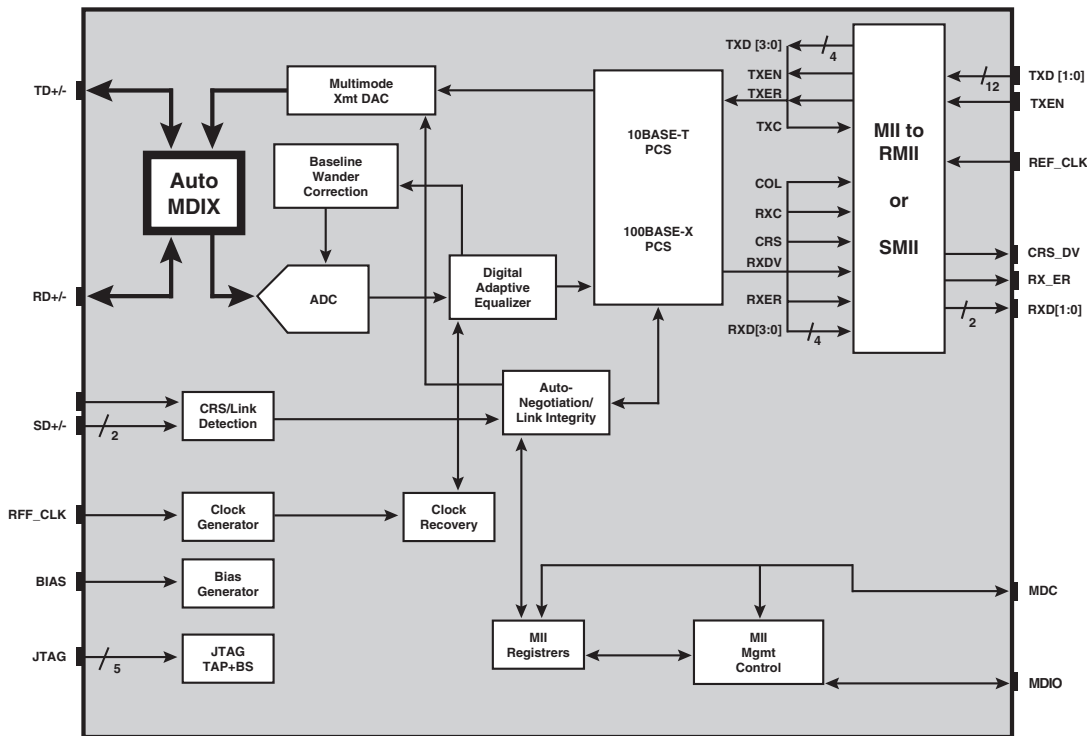 TD+/-
RD+/-
SD+/-
2
RFF_CLK
BIAS
JTAG
5
Auto
MDIX
Multimode
Xmt DAC
Baseline
Wander
Correction
ADC
Digital
Adaptive
Equalizer
CRS/Link
Detection
Auto-
Negotiation/
Link Integrity
Clock
Generator
Clock
Recovery
Bias
Generator
JTAG
TAP+BS
MII
Registrers
MII
Mgmt
Control
10BASE-T
PCS
100BASE-X
PCS
TXD [3:0]
4
TXEN
TXER
TXC
COL
RXC
CRS
RXDV
RXER
RXD[3:0]
4
MII to
RMII
or
SMII
12
TXD [1:0]
TXEN
REF_CLK
CRS_DV
RX_ER
2
RXD[1:0]
MDC
MDIO